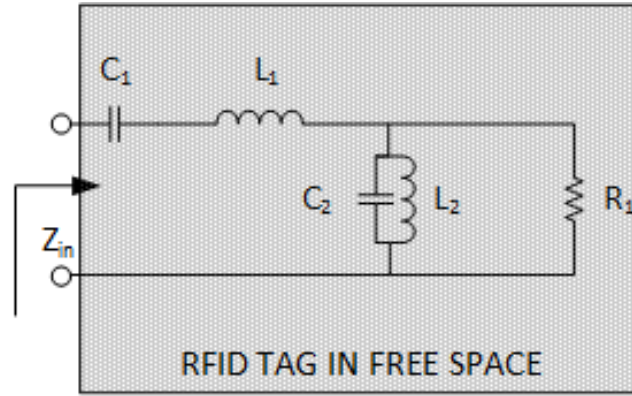 C₁
L₁
C₂
L₂
R₁
Zᵢₙ
RFID TAG IN FREE SPACE